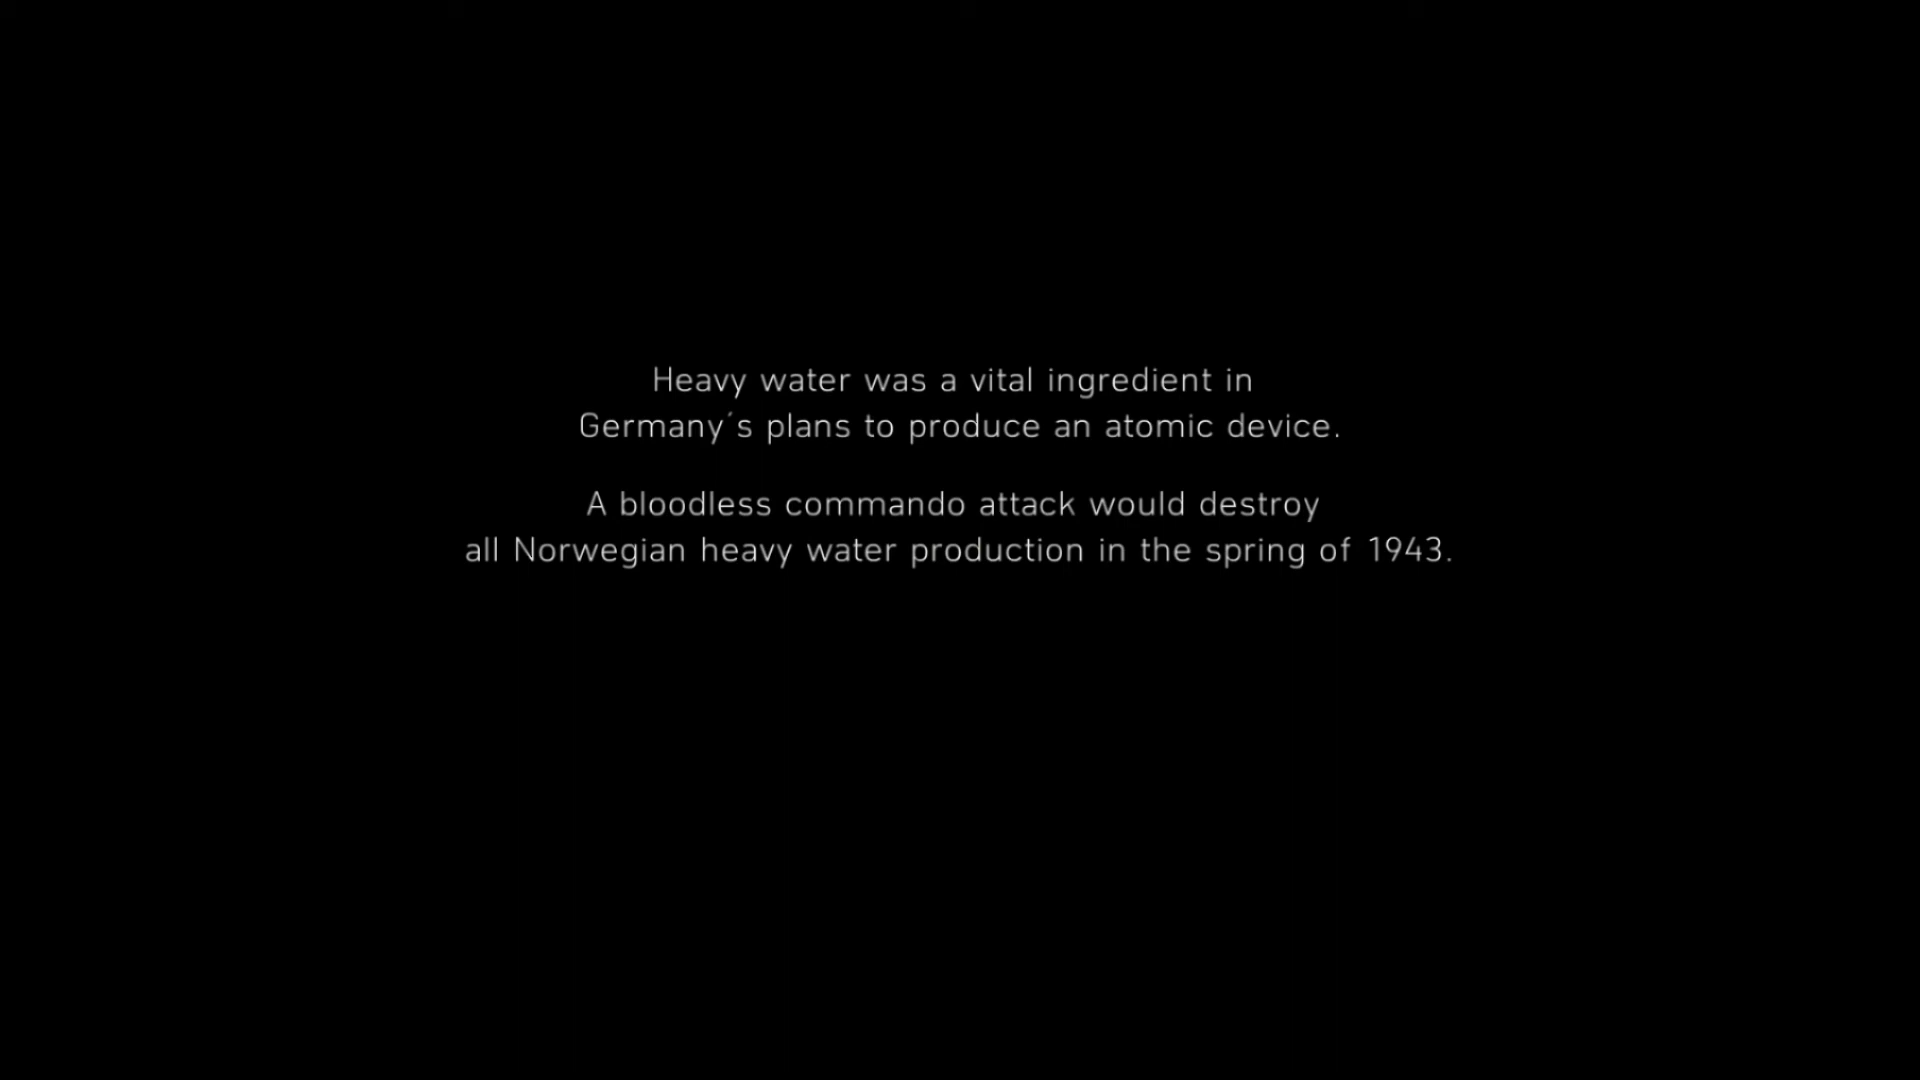 Heavy water was a vital ingredient in
Germany´s plans to produce an atomic device.
A bloodless commando attack would destroy
all Norwegian heavy water production in the spring of 1943.